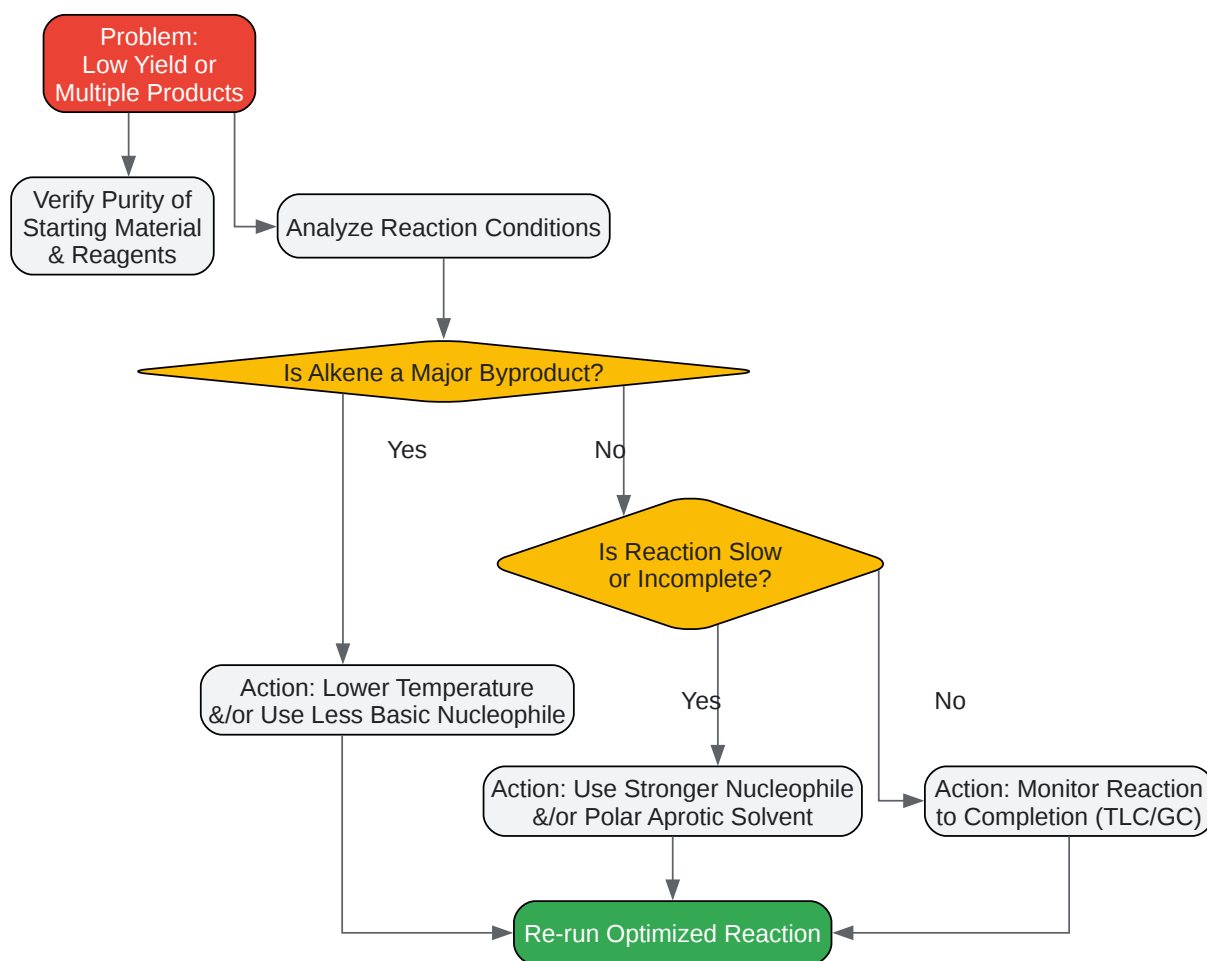 Problem:
Low Yield or
Multiple Products
Verify Purity of
Starting Material
& Reagents
Analyze Reaction Conditions
Is Alkene a Major Byproduct?
Yes
No
Is Reaction Slow
or Incomplete?
Action: Lower Temperature
&/or Use Less Basic Nucleophile
Yes
No
Action: Use Stronger Nucleophile
&/or Polar Aprotic Solvent
Action: Monitor Reaction
to Completion (TLC/GC)
Re-run Optimized Reaction